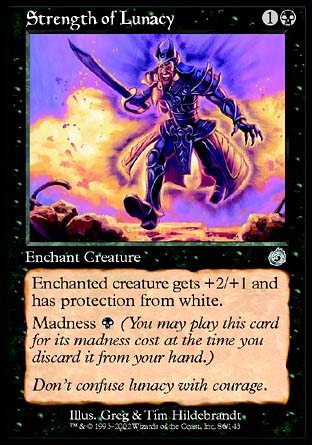 Strength of Lunacy 1
Enchant Creature
Enchanted creature gets +2/+1 and
has protection from white.
Madness (You may play this card
for its madness cost at the time you
discard it from your hand.)
Don't confuse lunacy with courage.
Illus. Greg & Tim Hildebrandt
™ & © 1993-2002 Wizards of the Coast, Inc. 86/143